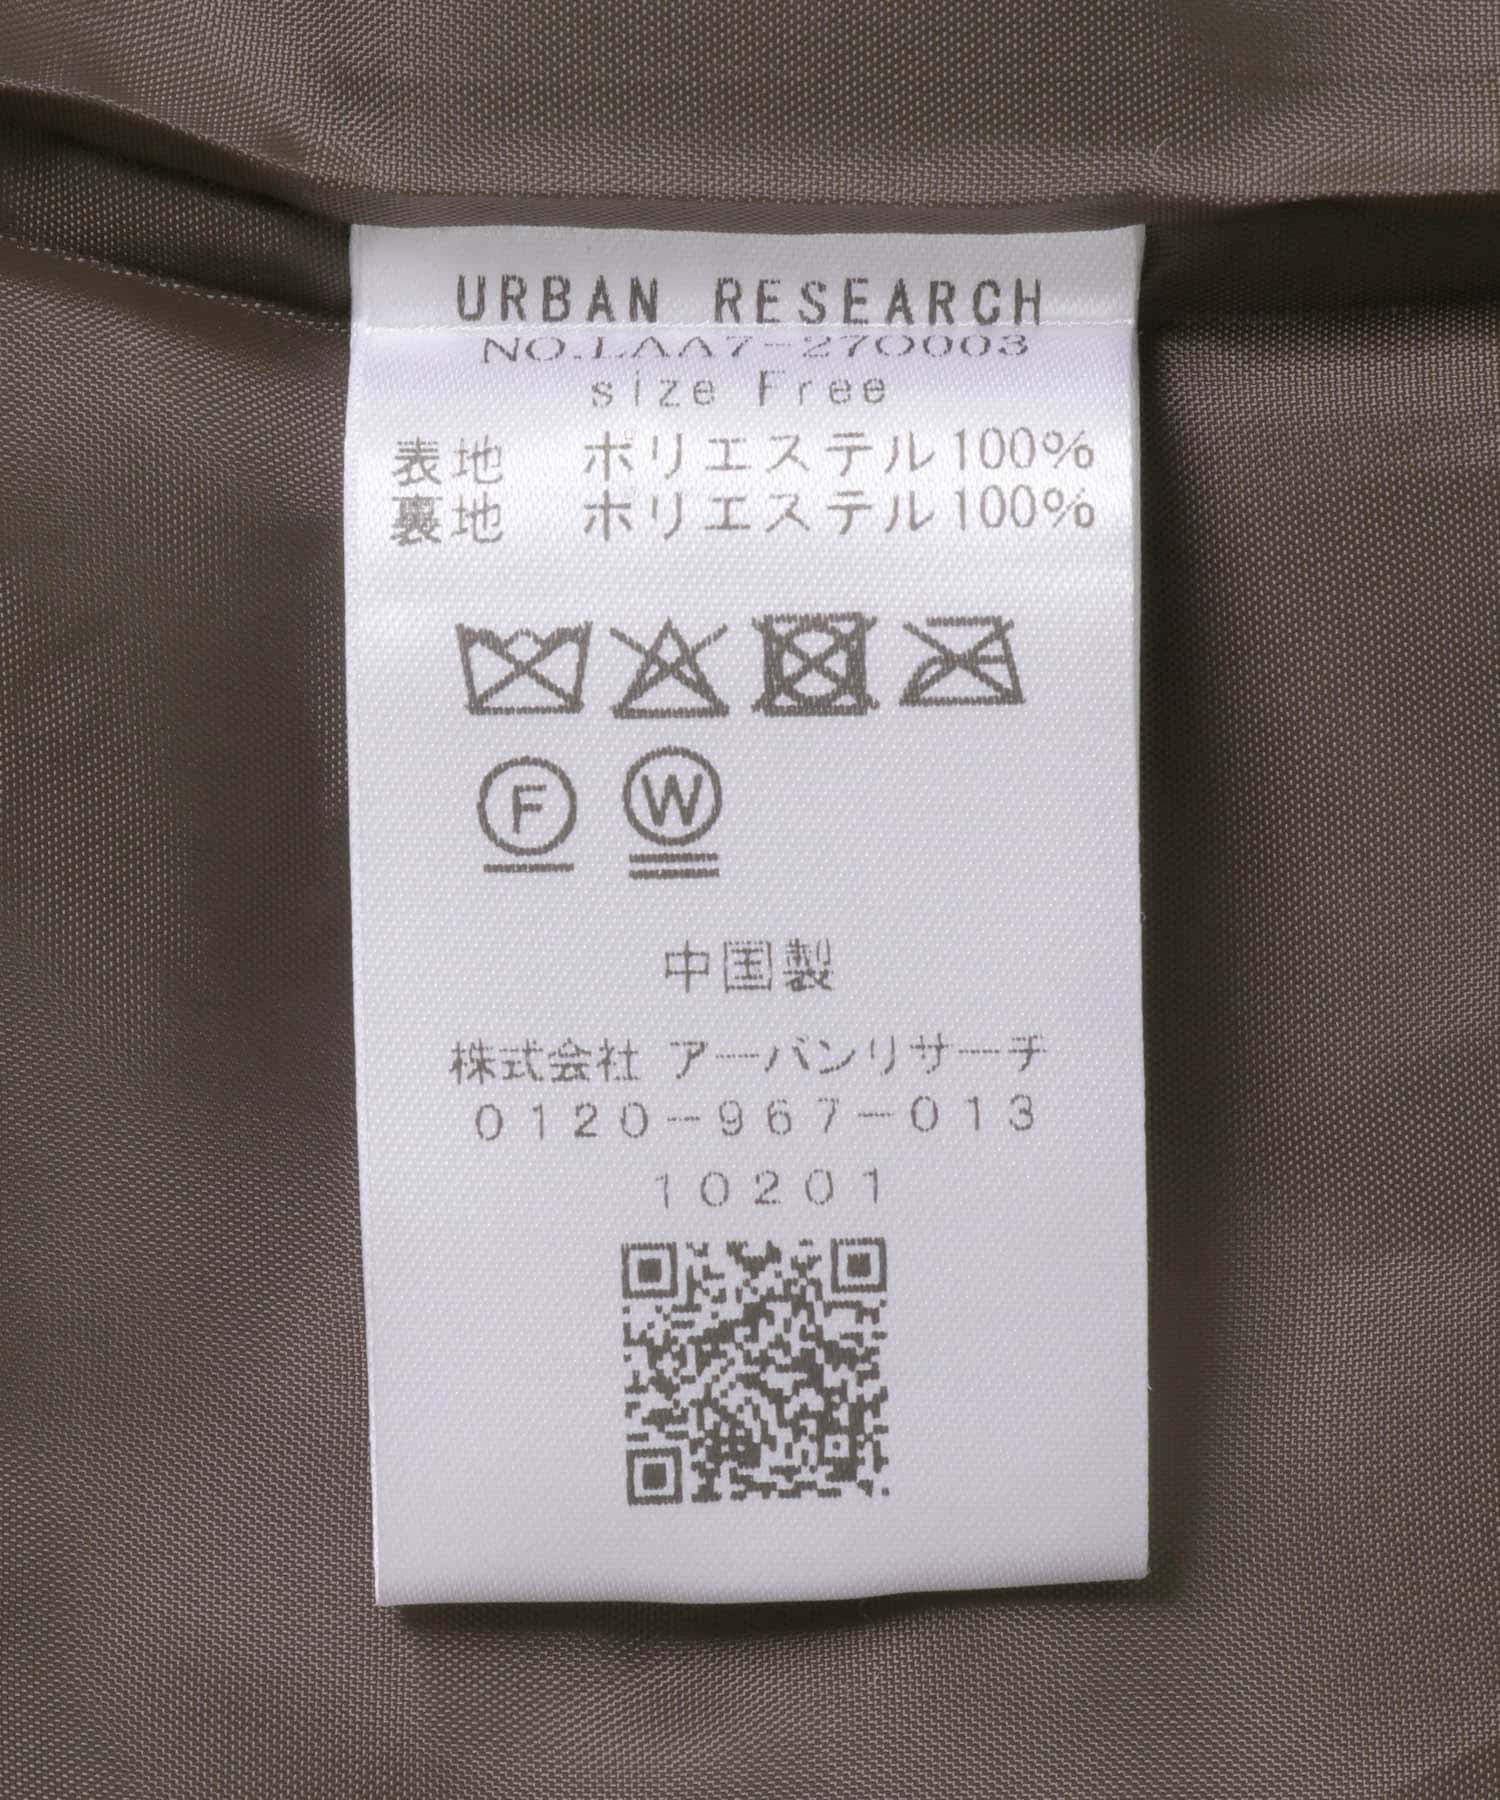 URBAN RESEARCH
NO.LAA7-270003
size Free
表地 ポリエステル100%
裏地 ポリエステル100%
F W
中国製
株式会社 アーバンリサーチ
0120-967-013
10201